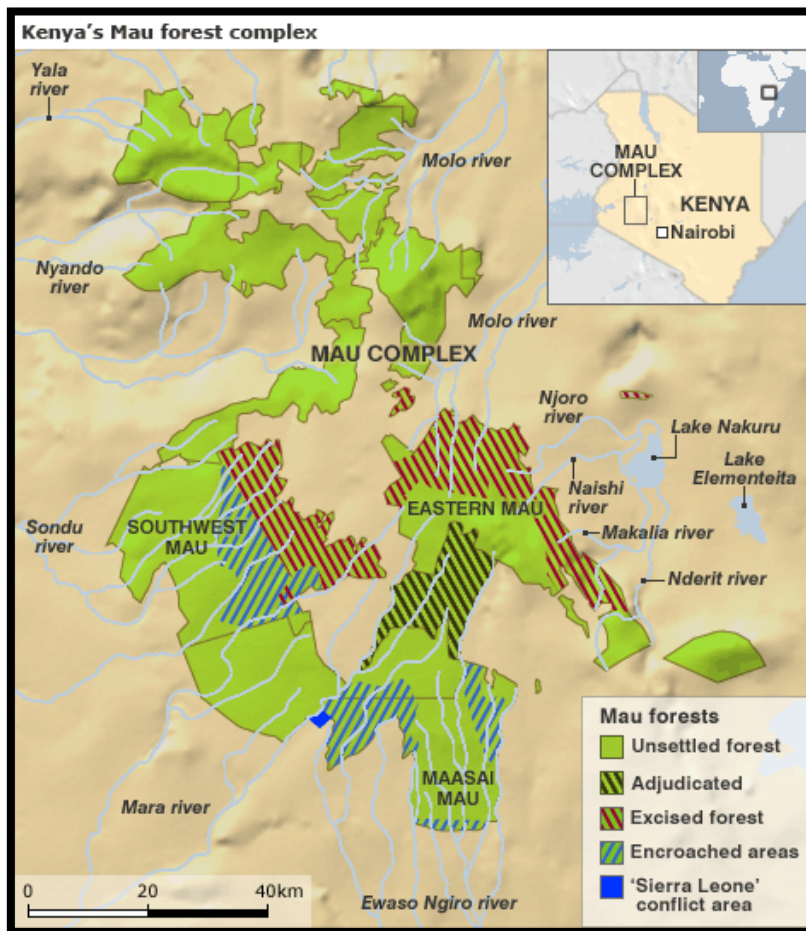 Kenya's Mau forest complex
Yala
river
Molo river
MAU
COMPLEX
KENYA
Nairobi
Nyando
river
Molo river
MAU COMPLEX
Njoro
river
Lake Nakuru
Lake
Elementeita
Naishi
river
EASTERN MAU
SOUTHWEST
MAU
Sondu
river
Makalia river
Nderit river
Mau forests
Unsettled forest
Adjudicated
Excised forest
Encroached areas
'Sierra Leone'
conflict area
MAASAI
MAU
Mara river
0 20 40km
Ewaso Ngiro river